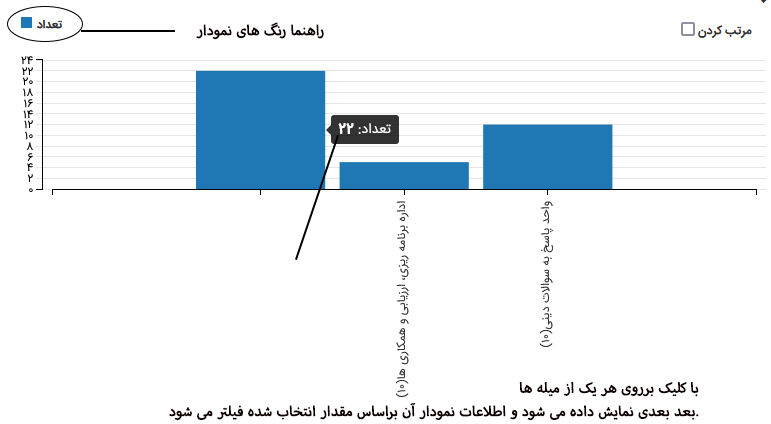 تعداد
راهنما رنگ های نمودار
مرتب کردن
۲۴
۲۲
۲۰
۱۸
۱۶
۱۴
۱۲
۱۰
۸
۶
۴
۲
۰
تعداد: ۲۲
اداره برنامه ریزی، ارزیابی و همکاری ها(۱۰)
واحد پاسخ به سوالات دینی(۱۰)
با کلیک برروی هر یک از میله ها
بعد بعدی نمایش داده می شود و اطلاعات نمودار آن براساس مقدار انتخاب شده فیلتر می شود.